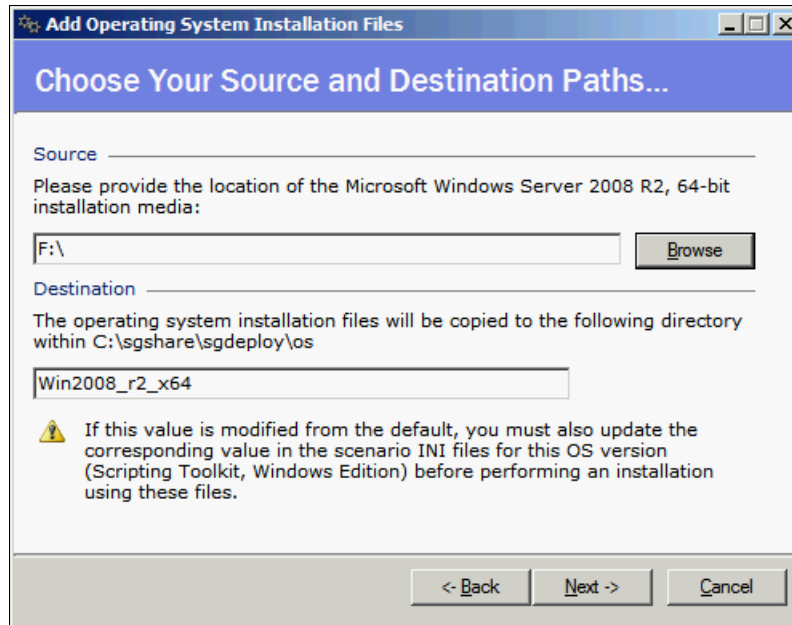 Add Operating System Installation Files
Choose Your Source and Destination Paths...
Source
Please provide the location of the Microsoft Windows Server 2008 R2, 64-bit
installation media:
F:\
Browse
Destination
The operating system installation files will be copied to the following directory
within C:\sgshare\sgdeploy\os
Win2008_r2_x64
If this value is modified from the default, you must also update the
corresponding value in the scenario INI files for this OS version
(Scripting Toolkit, Windows Edition) before performing an installation
using these files.
<- Back
Next ->
Cancel